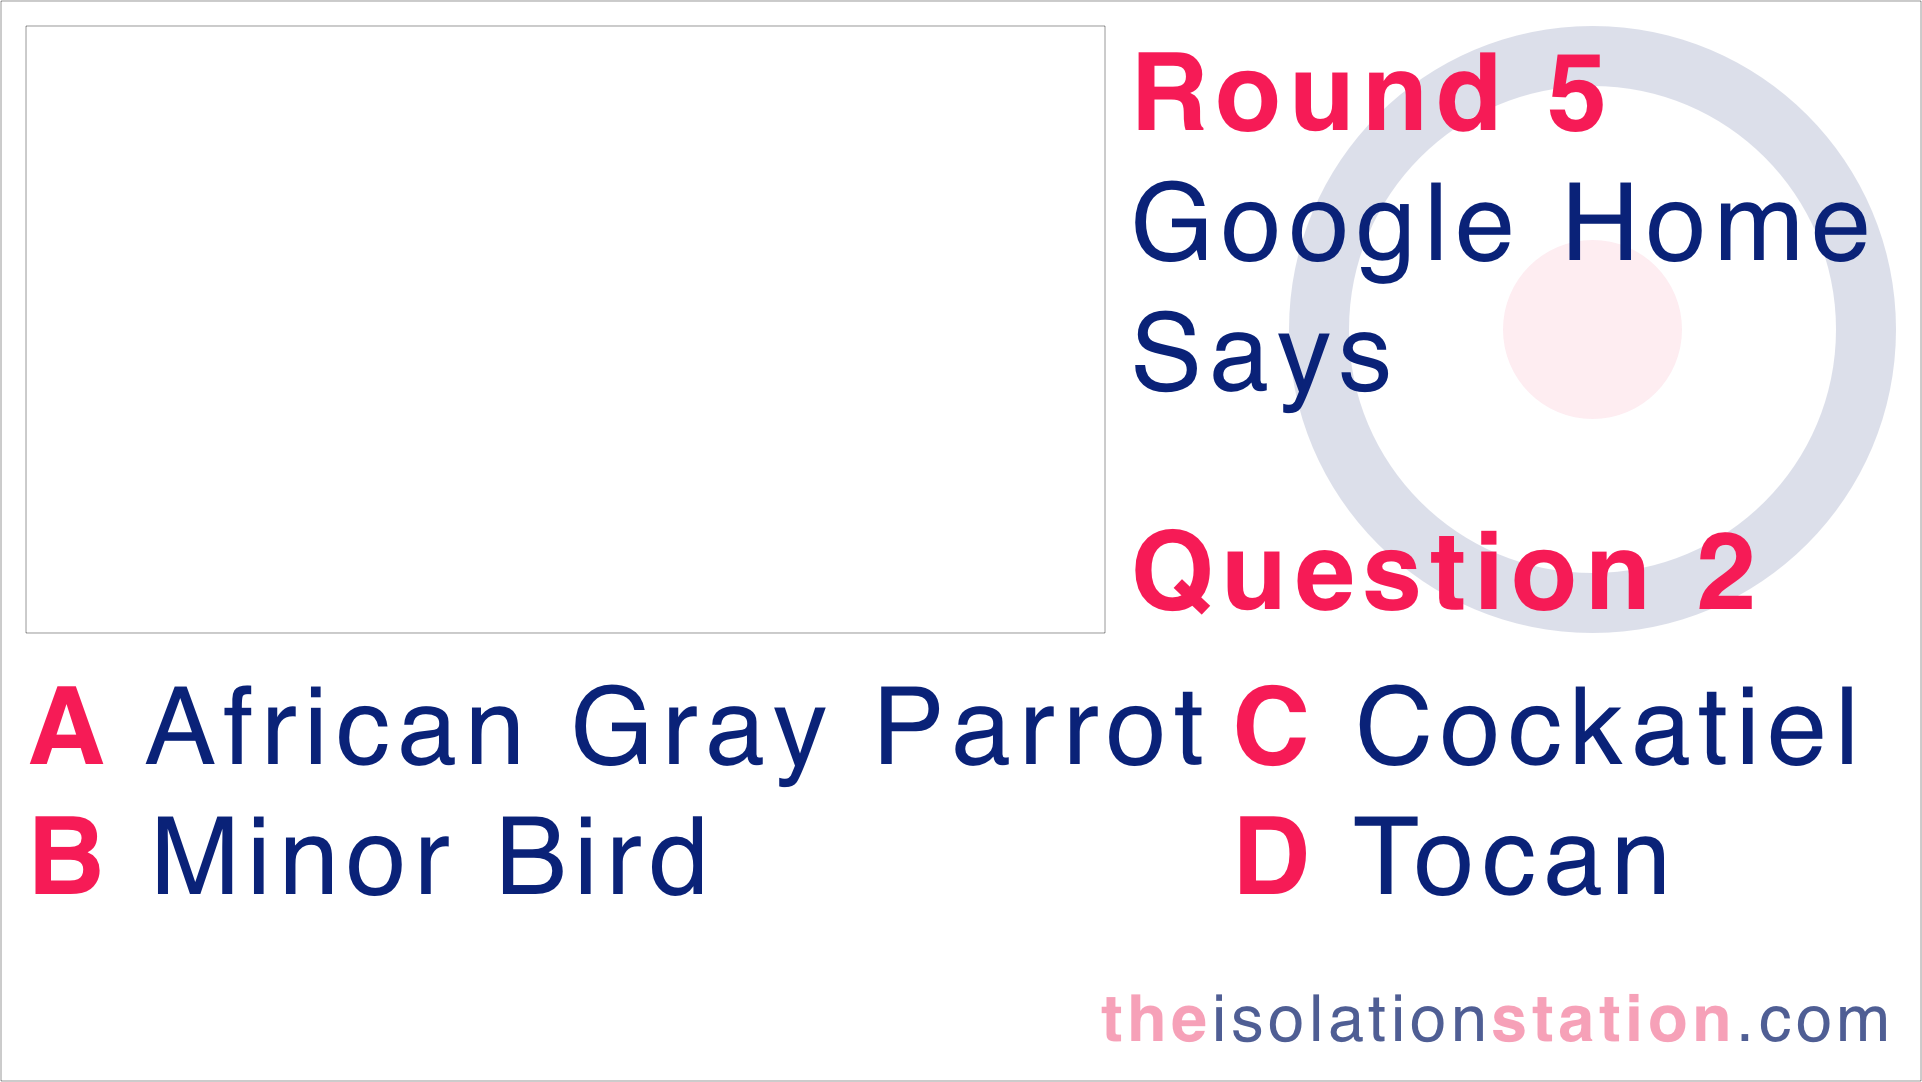 Round 5
Google Home
Says
Question 2
A African Gray Parrot
B Minor Bird
C Cockatiel
D Tocan
theisolationstation.com